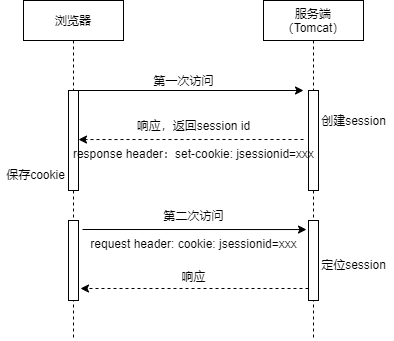 浏览器
服务端
（Tomcat）
第一次访问
创建session
响应，返回session id
response header：set-cookie: jsessionid=xxx
保存cookie
第二次访问
request header: cookie: jsessionid=xxx
定位session
响应